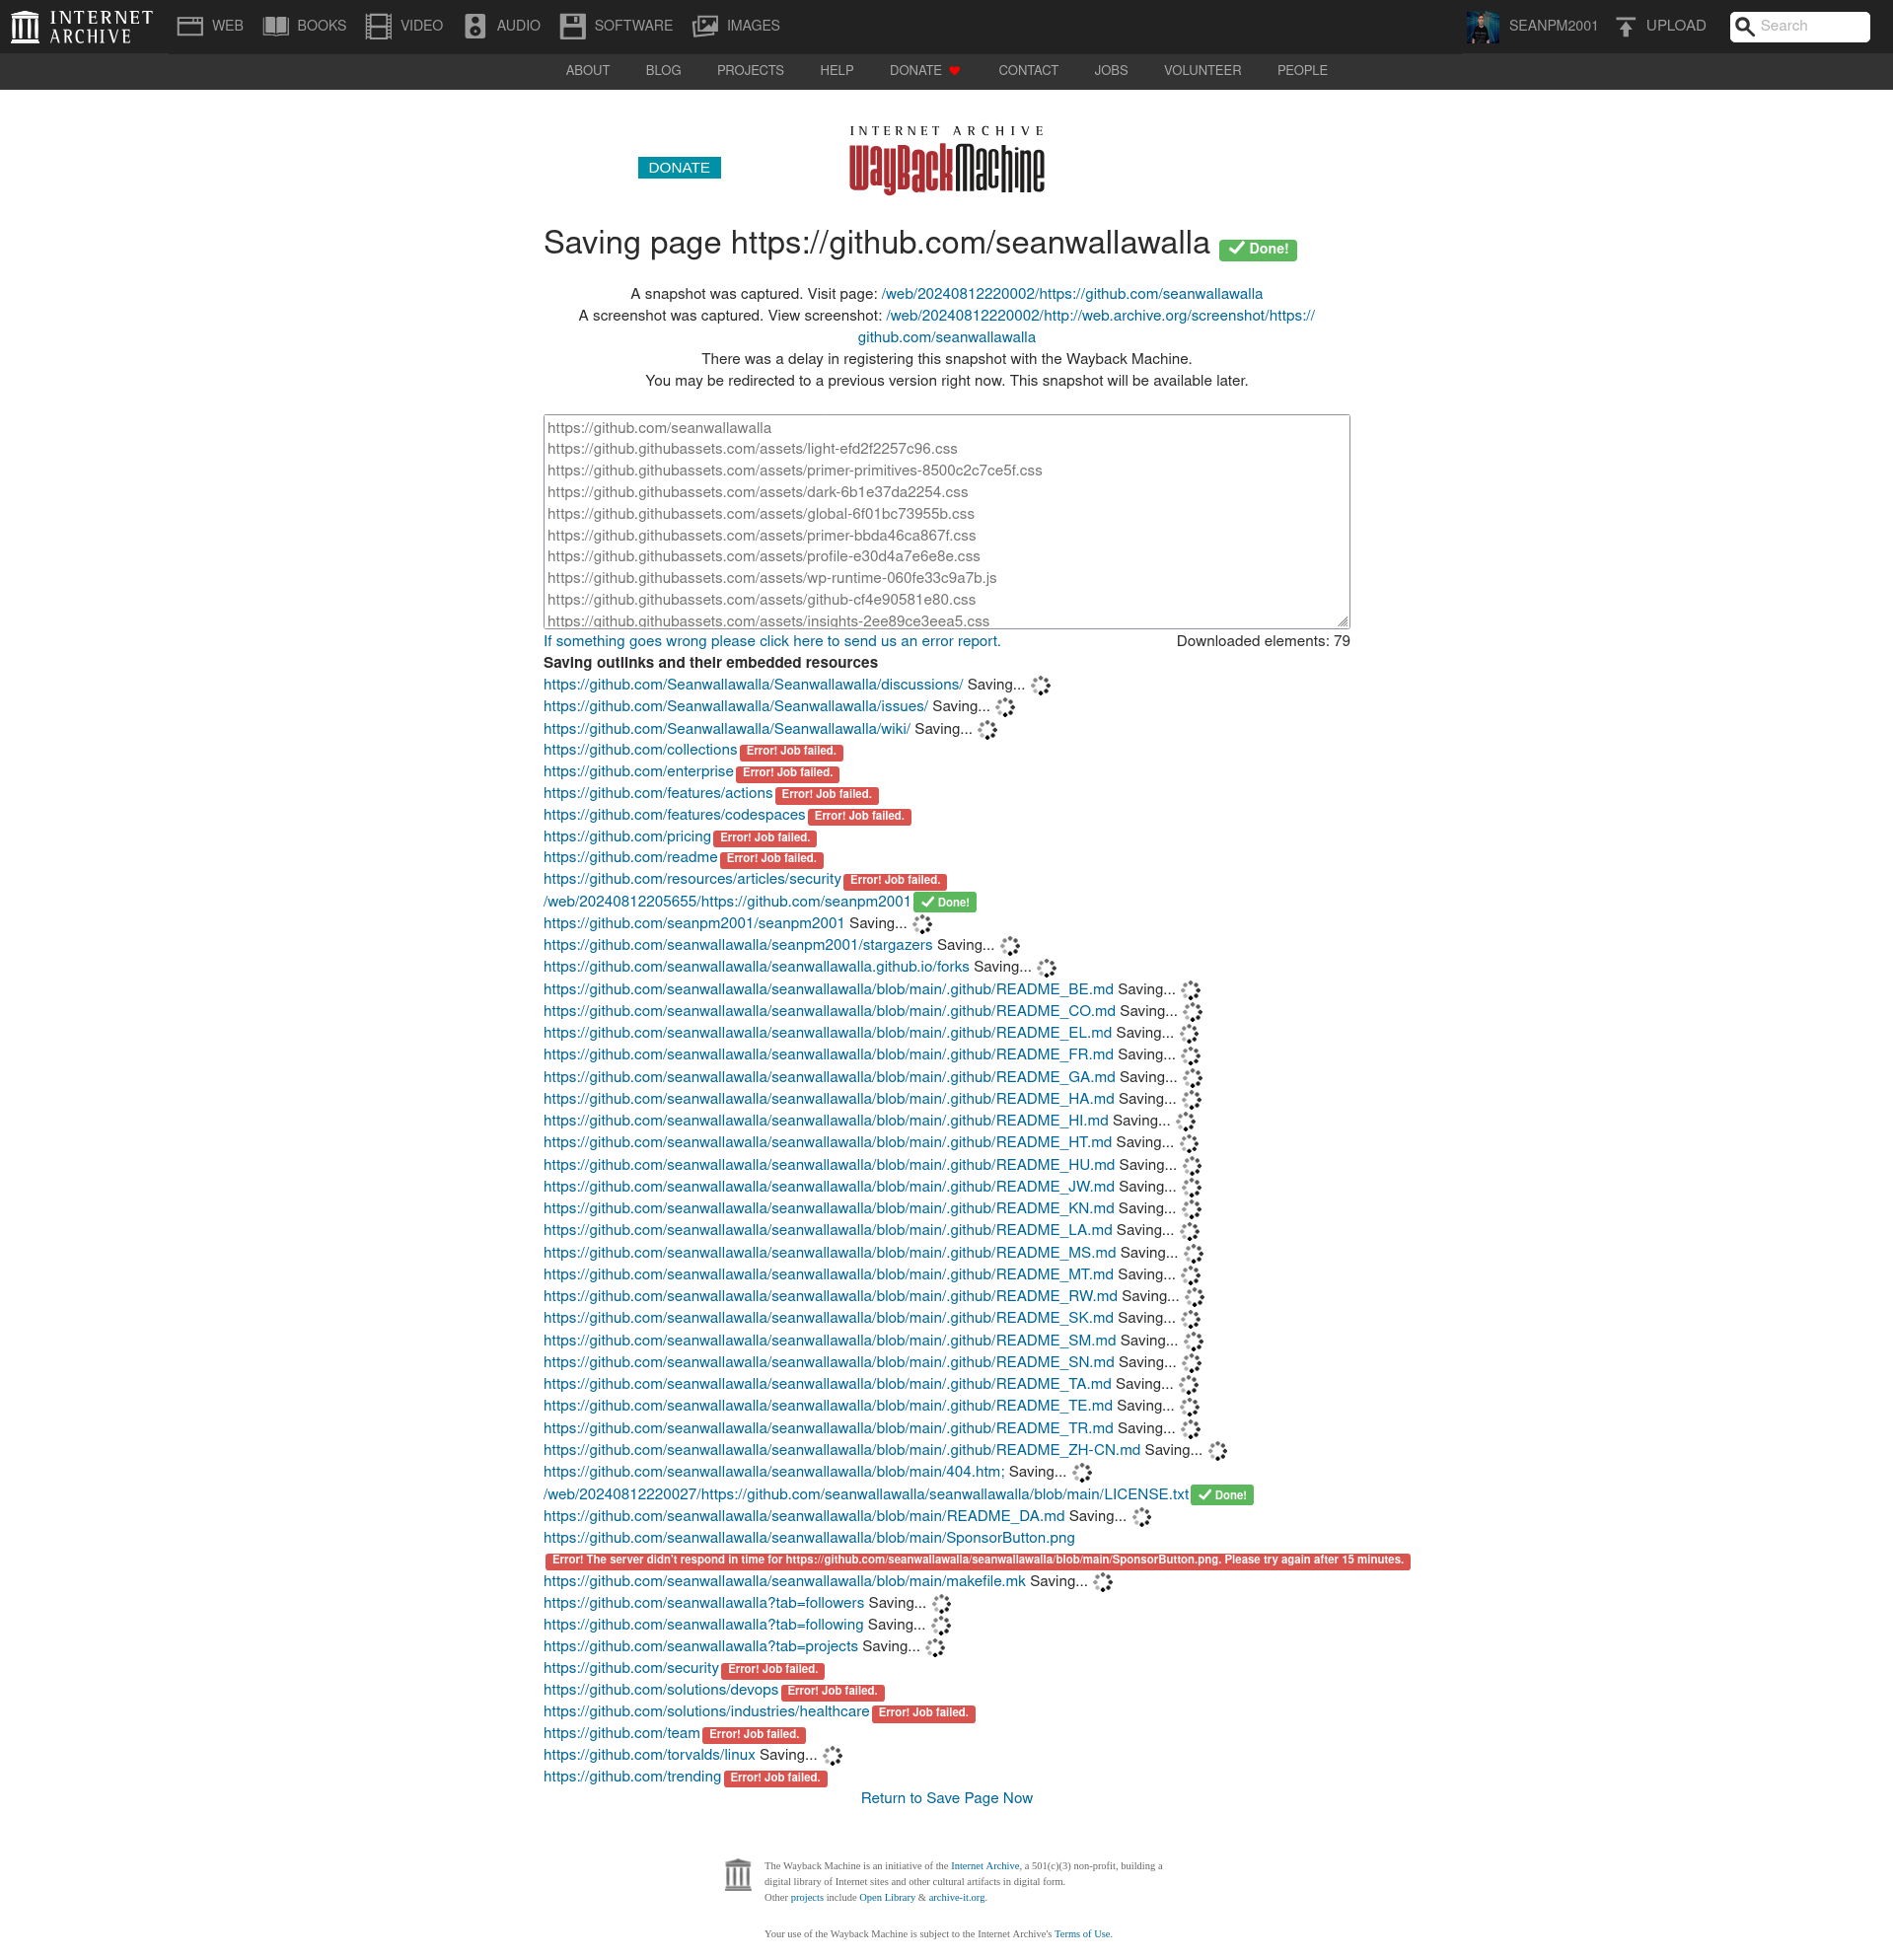 INTERNET ARCHIVE
WEB
BOOKS
VIDEO
AUDIO
SOFTWARE
IMAGES
SEANPM2001
UPLOAD
Search
ABOUT
BLOG
PROJECTS
HELP
DONATE
CONTACT
JOBS
VOLUNTEER
PEOPLE
DONATE
INTERNET ARCHIVE
WayBackMachine
Saving page https://github.com/seanwallawalla Done!
A snapshot was captured. Visit page: /web/20240812220002/https://github.com/seanwallawalla
A screenshot was captured. View screenshot: /web/20240812220002/http://web.archive.org/screenshot/https://
github.com/seanwallawalla
There was a delay in registering this snapshot with the Wayback Machine.
You may be redirected to a previous version right now. This snapshot will be available later.
https://github.com/seanwallawalla
https://github.githubassets.com/assets/light-efd2f2257c96.css
https://github.githubassets.com/assets/primer-primitives-8500c2c7ce5f.css
https://github.githubassets.com/assets/dark-6b1e37da2254.css
https://github.githubassets.com/assets/global-6f01bc73955b.css
https://github.githubassets.com/assets/primer-bbda46ca867f.css
https://github.githubassets.com/assets/profile-e30d4a7e6e8e.css
https://github.githubassets.com/assets/wp-runtime-060fe33c9a7b.js
https://github.githubassets.com/assets/github-cf4e90581e80.css
https://github.githubassets.com/assets/insights-2ee89ce3eea5.css
If something goes wrong please click here to send us an error report. Downloaded elements: 79
Saving outlinks and their embedded resources
https://github.com/Seanwallawalla/Seanwallawalla/discussions/ Saving...
https://github.com/Seanwallawalla/Seanwallawalla/issues/ Saving...
https://github.com/Seanwallawalla/Seanwallawalla/wiki/ Saving...
https://github.com/collections Error! Job failed.
https://github.com/enterprise Error! Job failed.
https://github.com/features/actions Error! Job failed.
https://github.com/features/codespaces Error! Job failed.
https://github.com/pricing Error! Job failed.
https://github.com/readme Error! Job failed.
https://github.com/resources/articles/security Error! Job failed.
/web/20240812205655/https://github.com/seanpm2001 Done!
https://github.com/seanpm2001/seanpm2001 Saving...
https://github.com/seanwallawalla/seanpm2001/stargazers Saving...
https://github.com/seanwallawalla/seanwallawalla.github.io/forks Saving...
https://github.com/seanwallawalla/seanwallawalla/blob/main/.github/README_BE.md Saving...
https://github.com/seanwallawalla/seanwallawalla/blob/main/.github/README_CO.md Saving...
https://github.com/seanwallawalla/seanwallawalla/blob/main/.github/README_EL.md Saving...
https://github.com/seanwallawalla/seanwallawalla/blob/main/.github/README_FR.md Saving...
https://github.com/seanwallawalla/seanwallawalla/blob/main/.github/README_GA.md Saving...
https://github.com/seanwallawalla/seanwallawalla/blob/main/.github/README_HA.md Saving...
https://github.com/seanwallawalla/seanwallawalla/blob/main/.github/README_HI.md Saving...
https://github.com/seanwallawalla/seanwallawalla/blob/main/.github/README_HT.md Saving...
https://github.com/seanwallawalla/seanwallawalla/blob/main/.github/README_HU.md Saving...
https://github.com/seanwallawalla/seanwallawalla/blob/main/.github/README_JW.md Saving...
https://github.com/seanwallawalla/seanwallawalla/blob/main/.github/README_KN.md Saving...
https://github.com/seanwallawalla/seanwallawalla/blob/main/.github/README_LA.md Saving...
https://github.com/seanwallawalla/seanwallawalla/blob/main/.github/README_MS.md Saving...
https://github.com/seanwallawalla/seanwallawalla/blob/main/.github/README_MT.md Saving...
https://github.com/seanwallawalla/seanwallawalla/blob/main/.github/README_RW.md Saving...
https://github.com/seanwallawalla/seanwallawalla/blob/main/.github/README_SK.md Saving...
https://github.com/seanwallawalla/seanwallawalla/blob/main/.github/README_SM.md Saving...
https://github.com/seanwallawalla/seanwallawalla/blob/main/.github/README_SN.md Saving...
https://github.com/seanwallawalla/seanwallawalla/blob/main/.github/README_TA.md Saving...
https://github.com/seanwallawalla/seanwallawalla/blob/main/.github/README_TE.md Saving...
https://github.com/seanwallawalla/seanwallawalla/blob/main/.github/README_TR.md Saving...
https://github.com/seanwallawalla/seanwallawalla/blob/main/.github/README_ZH-CN.md Saving...
https://github.com/seanwallawalla/seanwallawalla/blob/main/404.htm; Saving...
/web/20240812220027/https://github.com/seanwallawalla/seanwallawalla/blob/main/LICENSE.txt Done!
https://github.com/seanwallawalla/seanwallawalla/blob/main/README_DA.md Saving...
https://github.com/seanwallawalla/seanwallawalla/blob/main/SponsorButton.png
Error! The server didn't respond in time for https://github.com/seanwallawalla/seanwallawalla/blob/main/SponsorButton.png. Please try again after 15 minutes.
https://github.com/seanwallawalla/seanwallawalla/blob/main/makefile.mk Saving...
https://github.com/seanwallawalla?tab=followers Saving...
https://github.com/seanwallawalla?tab=following Saving...
https://github.com/seanwallawalla?tab=projects Saving...
https://github.com/security Error! Job failed.
https://github.com/solutions/devops Error! Job failed.
https://github.com/solutions/industries/healthcare Error! Job failed.
https://github.com/team Error! Job failed.
https://github.com/torvalds/linux Saving...
https://github.com/trending Error! Job failed.
Return to Save Page Now
The Wayback Machine is an initiative of the Internet Archive, a 501(c)(3) non-profit, building a
digital library of Internet sites and other cultural artifacts in digital form.
Other projects include Open Library & archive-it.org.
Your use of the Wayback Machine is subject to the Internet Archive's Terms of Use.